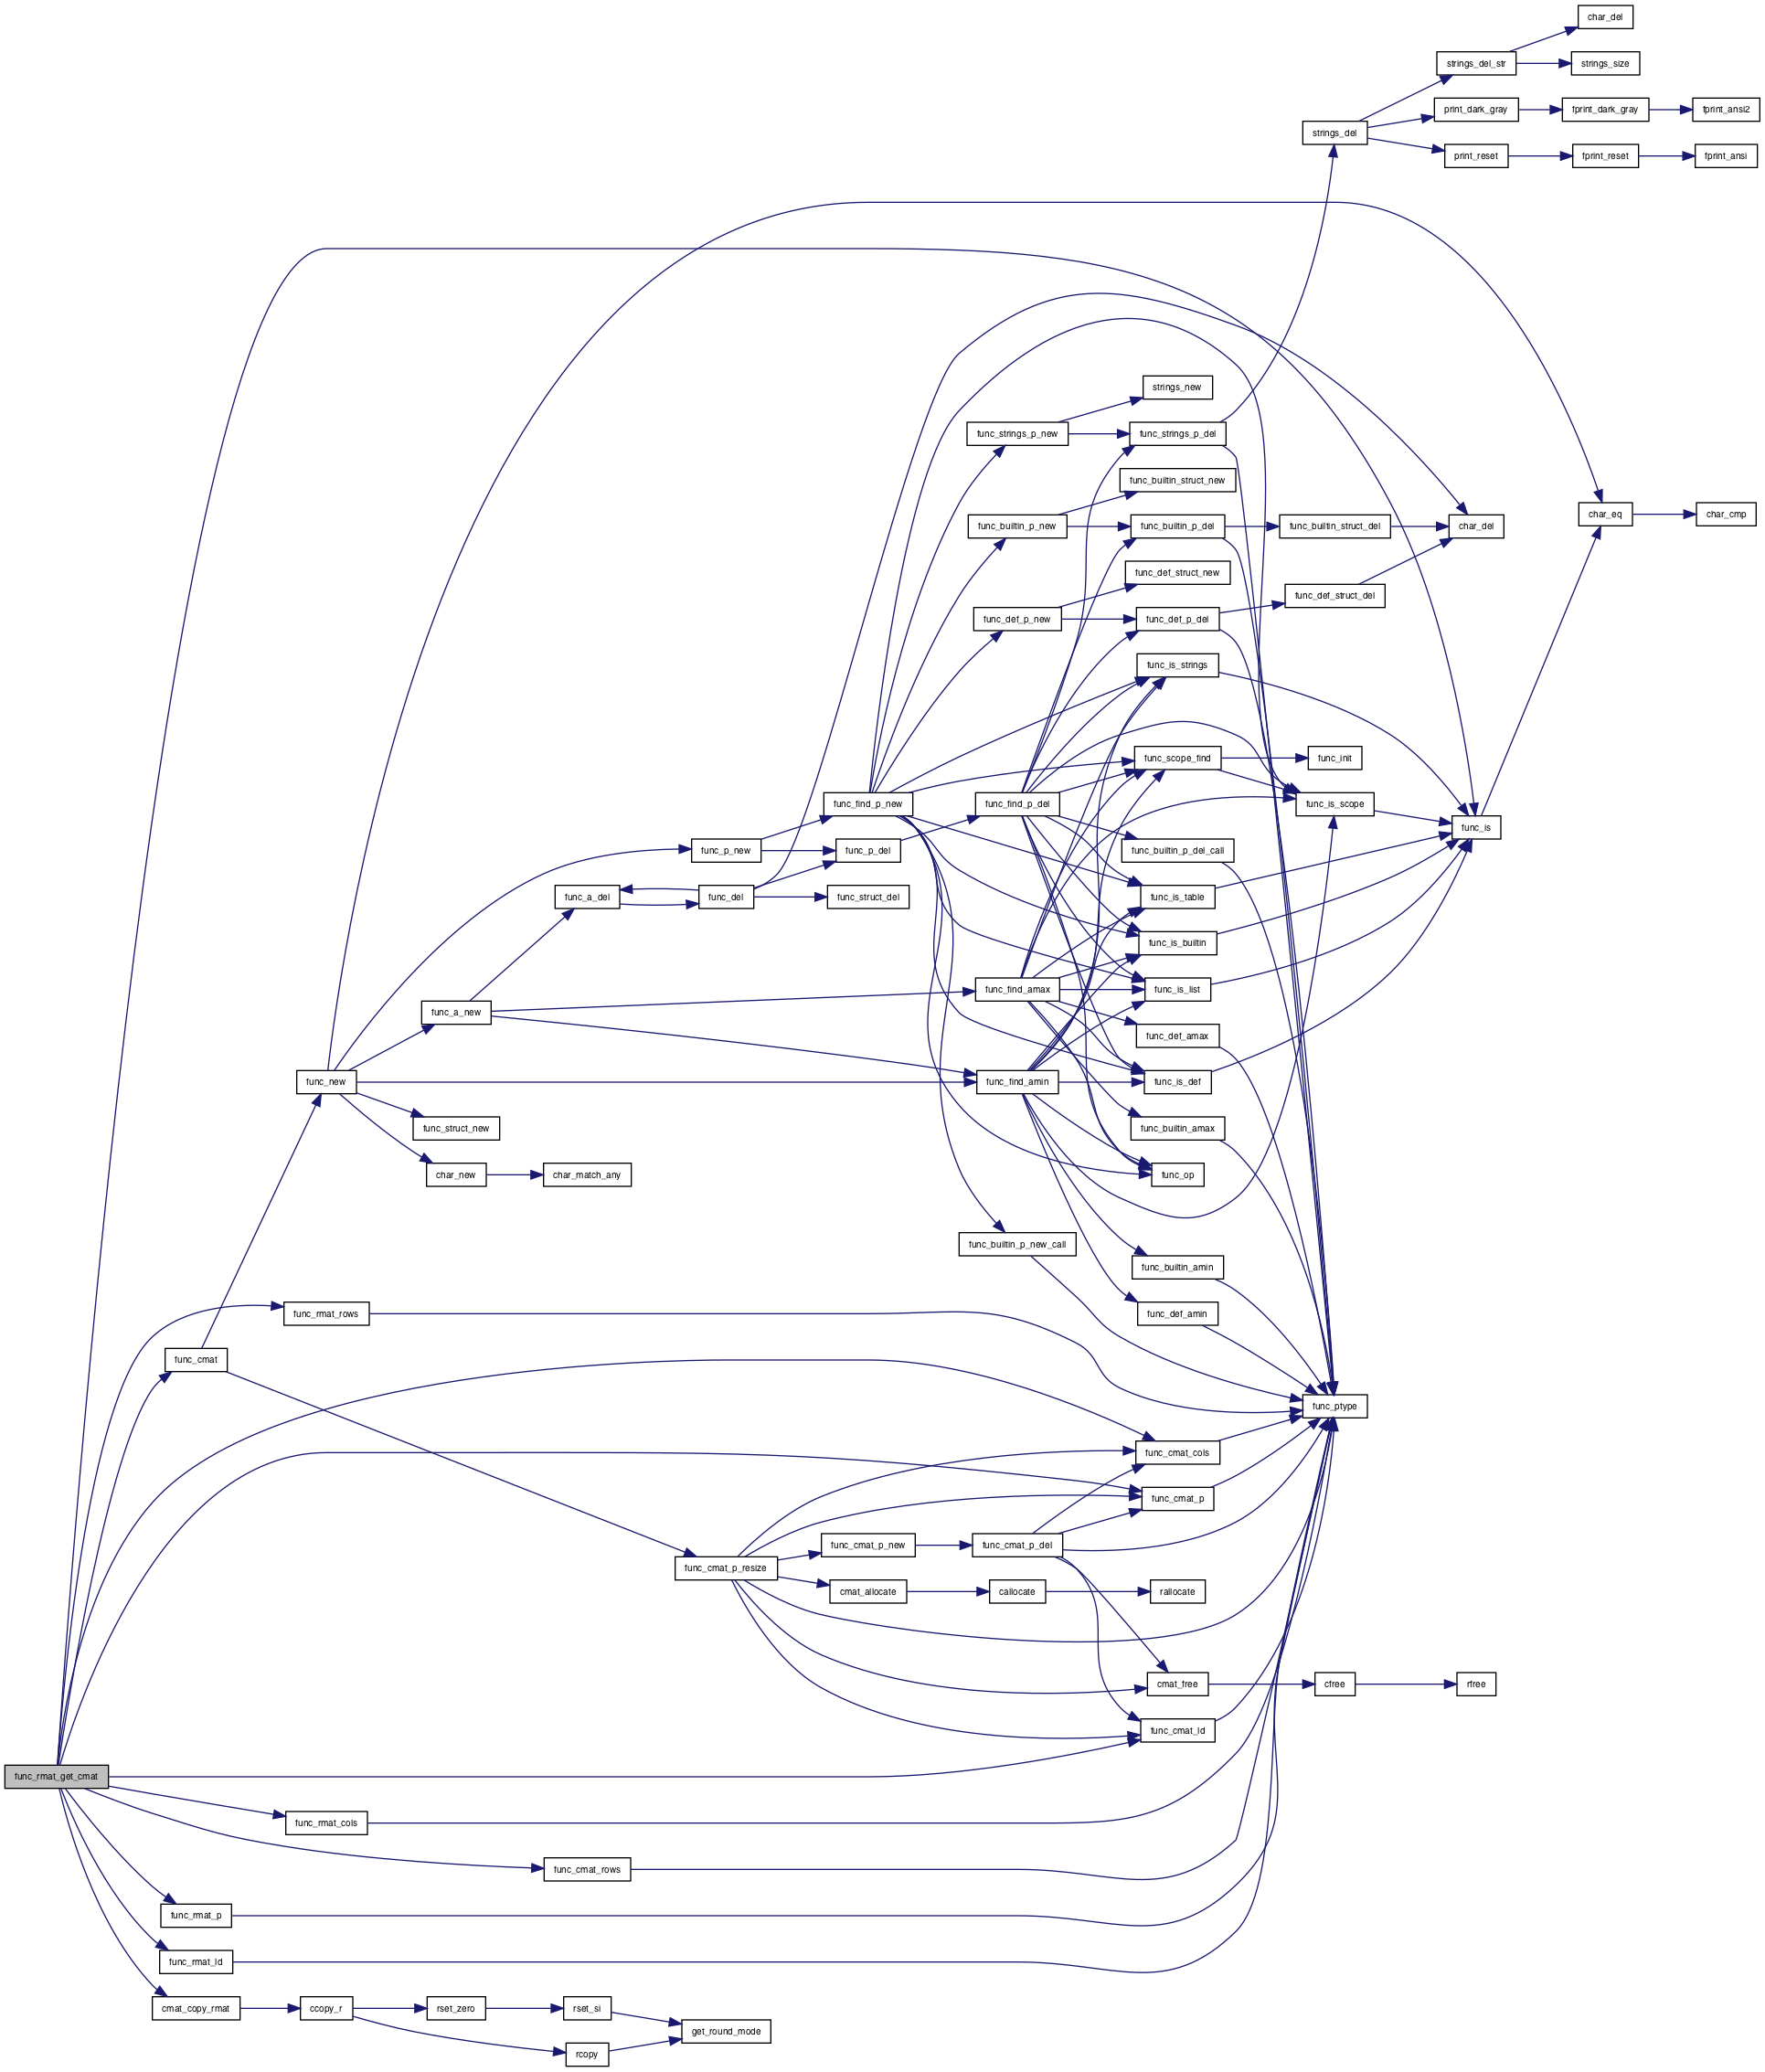 char_del
strings_del_str
strings_size
print_dark_gray
fprint_dark_gray
fprint_ansi2
strings_del
print_reset
fprint_reset
fprint_ansi
strings_new
func_strings_p_new
func_strings_p_del
func_builtin_struct_new
func_builtin_p_new
func_builtin_p_del
func_builtin_struct_del
char_del
char_eq
char_cmp
func_def_struct_new
func_def_struct_del
func_def_p_new
func_def_p_del
func_is_strings
func_scope_find
func_init
func_find_p_new
func_find_p_del
func_is_scope
func_is
func_p_new
func_p_del
func_builtin_p_del_call
func_a_del
func_del
func_struct_del
func_is_table
func_is_builtin
func_find_amax
func_is_list
func_a_new
func_def_amax
func_new
func_find_amin
func_is_def
func_struct_new
func_builtin_amax
char_new
char_match_any
func_op
func_builtin_p_new_call
func_builtin_amin
func_rmat_rows
func_def_amin
func_cmat
func_ptype
func_cmat_cols
func_cmat_p
func_cmat_p_new
func_cmat_p_del
func_cmat_p_resize
cmat_allocate
callocate
rallocate
cmat_free
cfree
rfree
func_cmat_ld
func_rmat_get_cmat
func_rmat_cols
func_cmat_rows
func_rmat_p
func_rmat_ld
cmat_copy_rmat
ccopy_r
rset_zero
rset_si
get_round_mode
rcopy